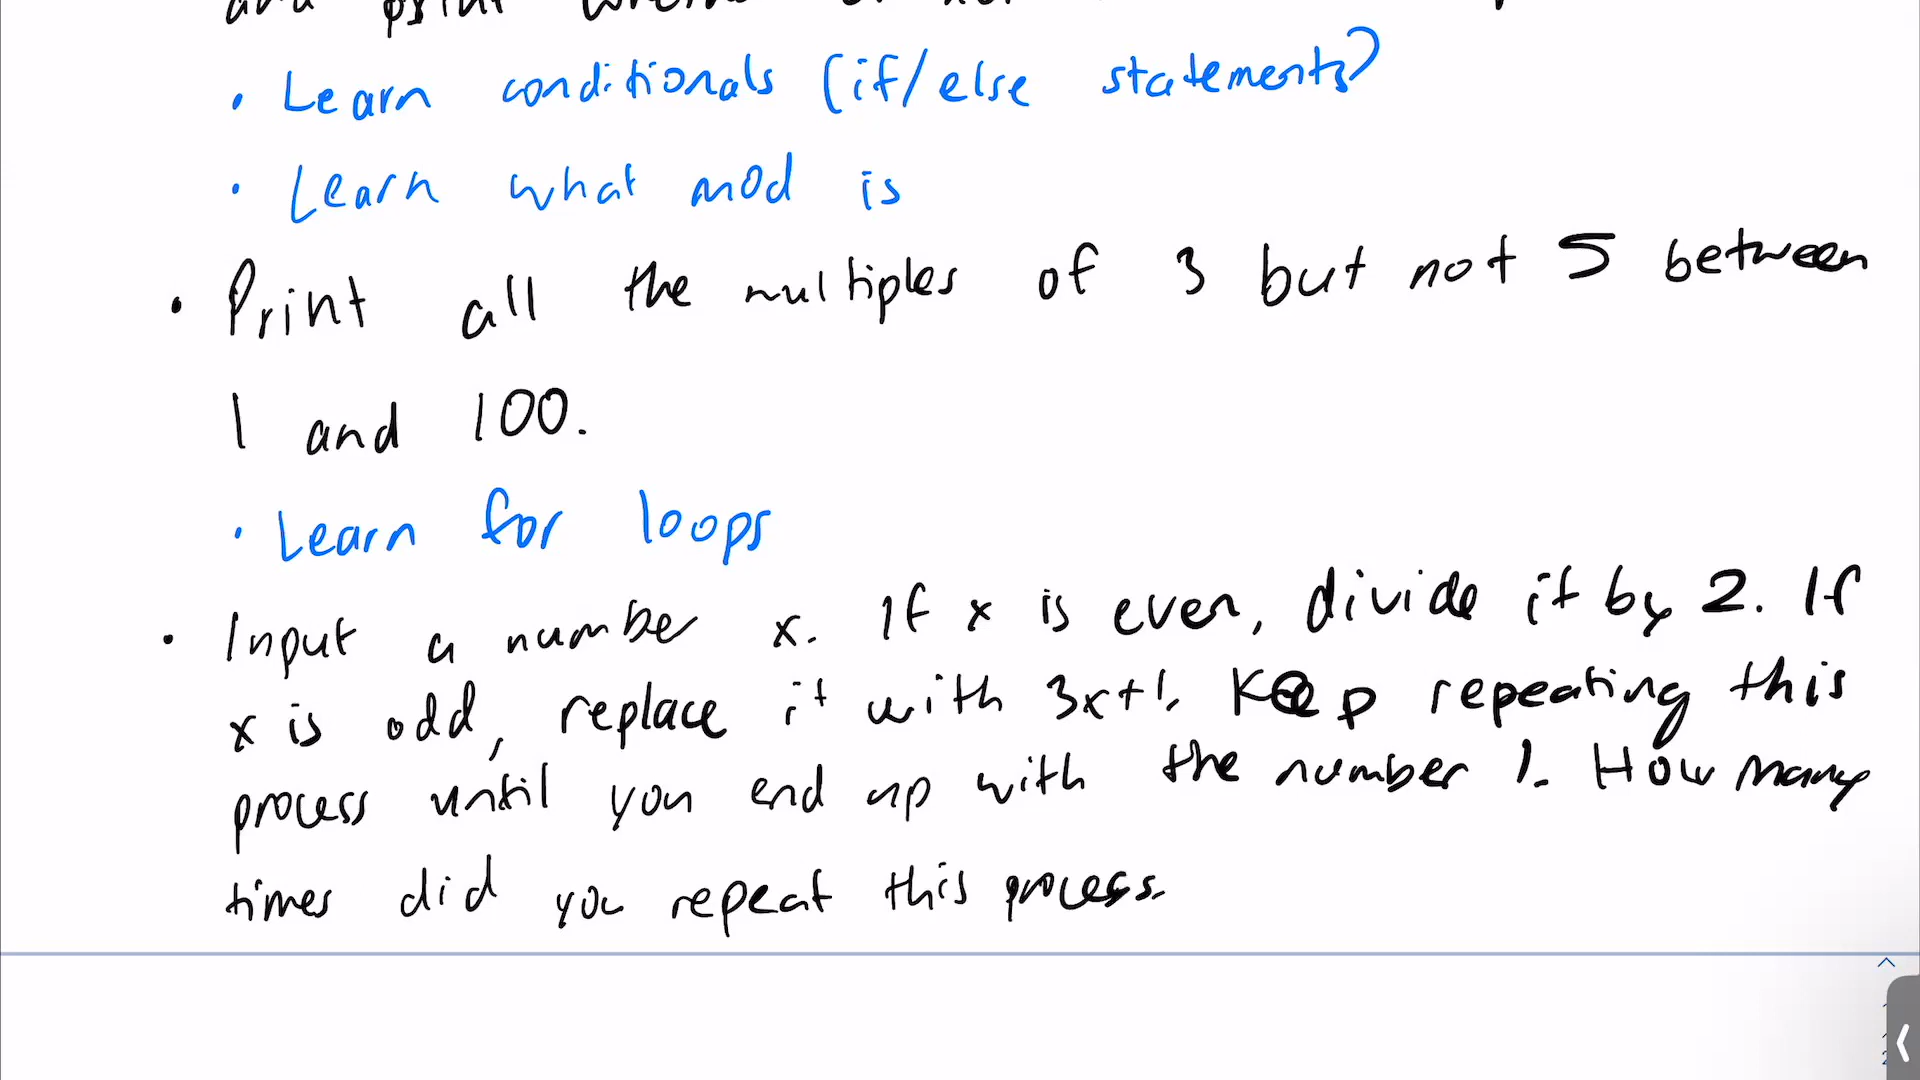 and print
• Learn conditionals (if/else statements)
• Learn what mod is
• Print all the multiples of 3 but not 5 between
1 and 100.
• Learn for loops
• Input a number x. If x is even, divide it by 2. If
x is odd, replace it with 3x+1. Keep repeating this
process until you end up with the number 1. How many
times did you repeat this process.